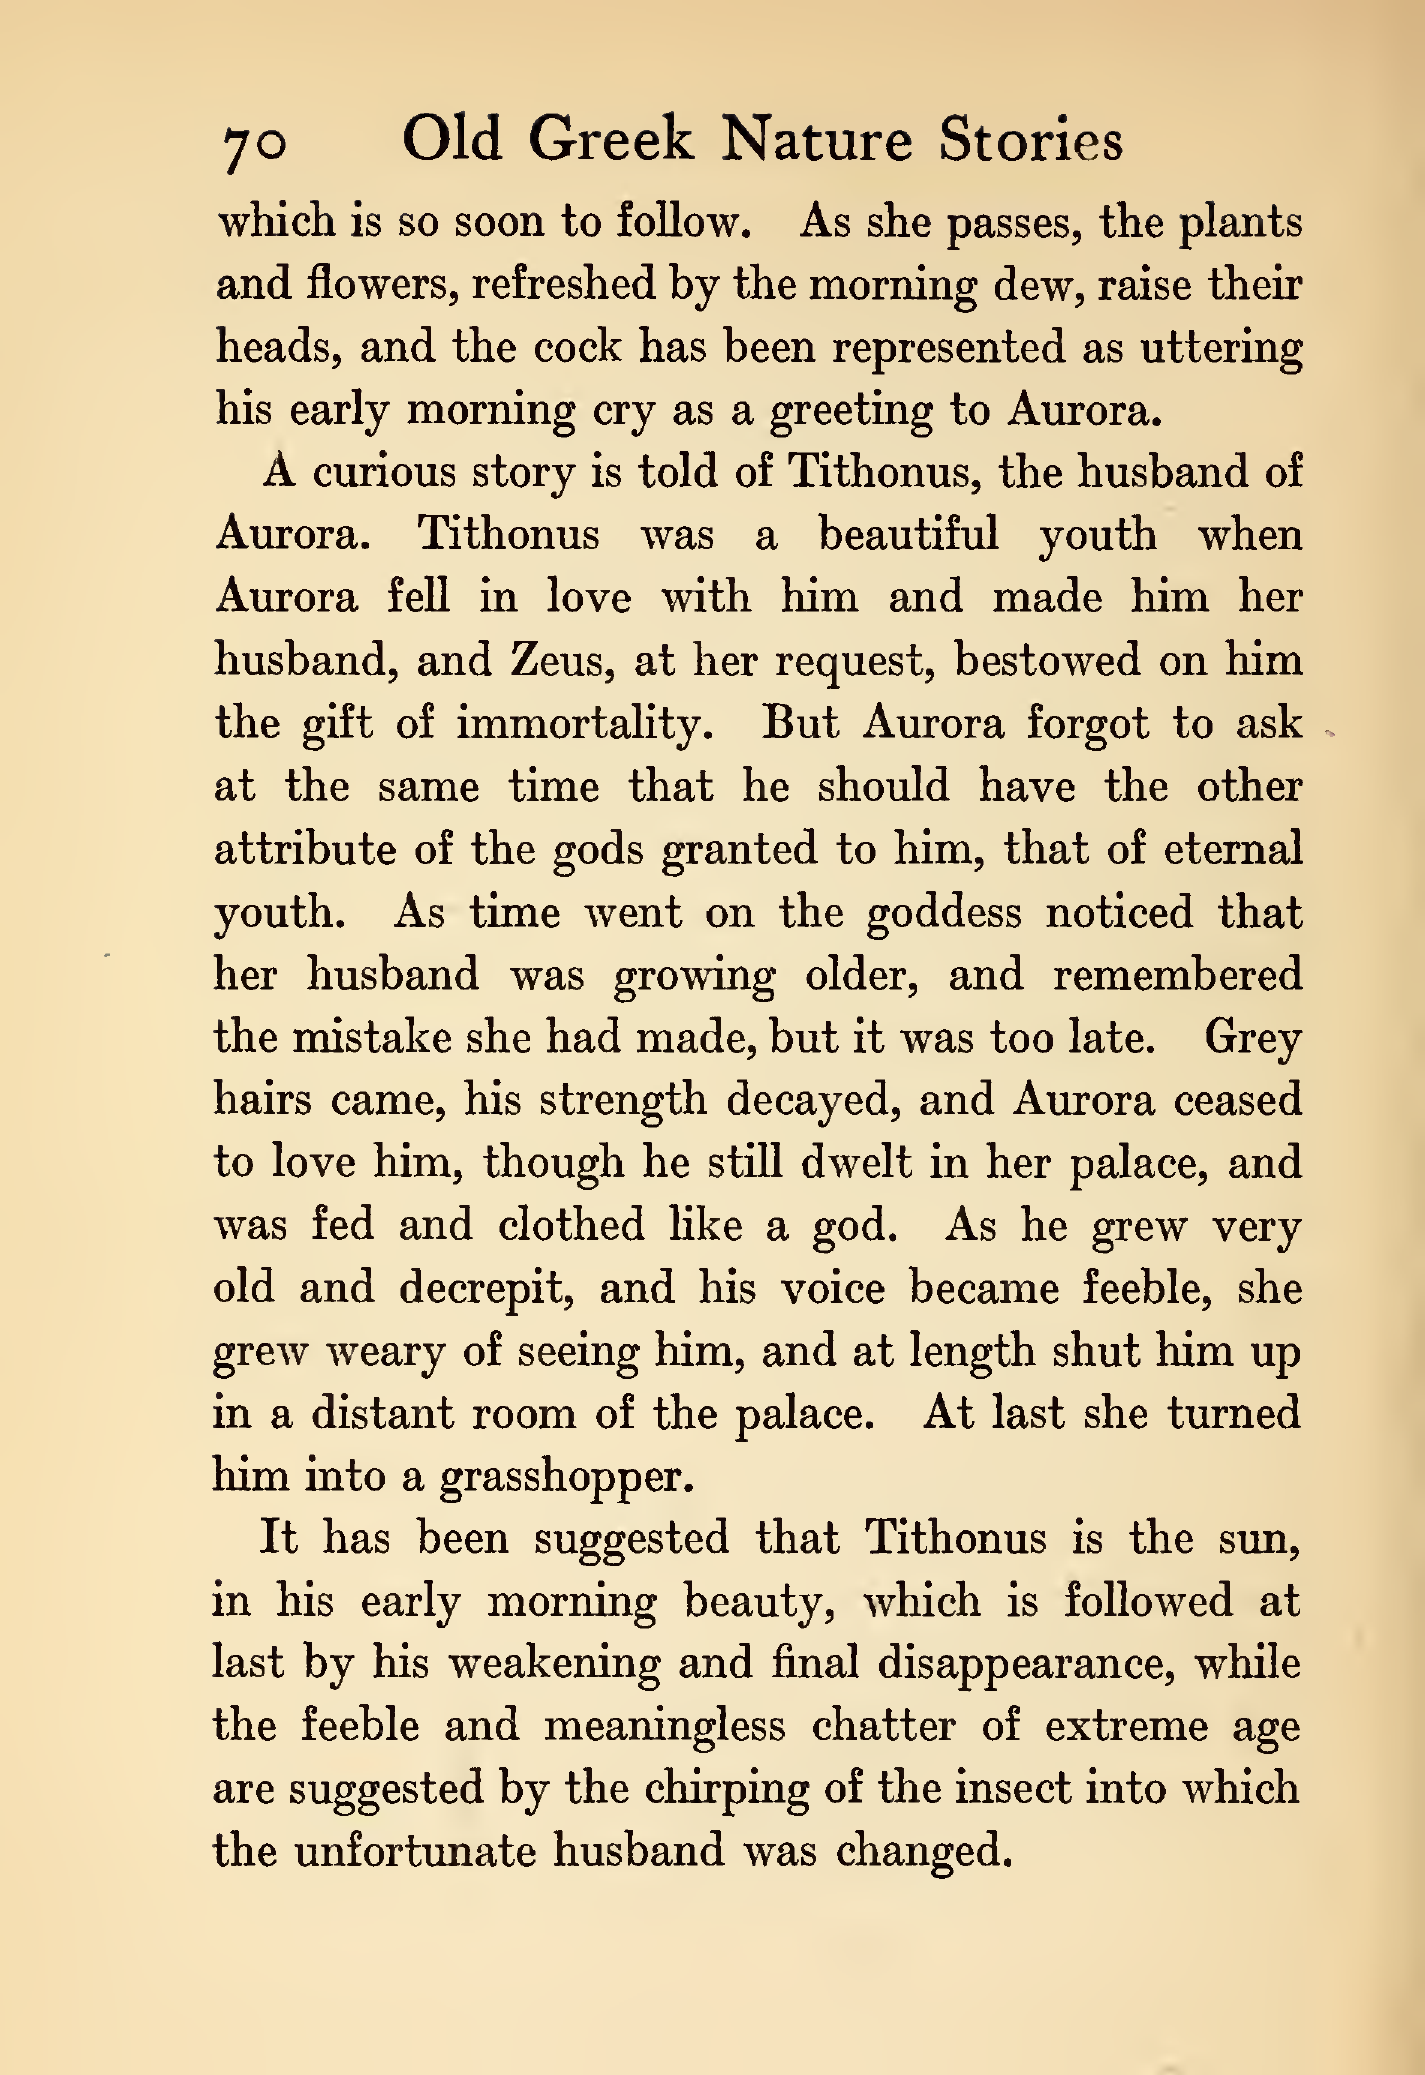 70 Old Greek Nature Stories
which is so soon to follow. As she passes, the plants
and flowers, refreshed by the morning dew, raise their
heads, and the cock has been represented as uttering
his early morning cry as a greeting to Aurora.
A curious story is told of Tithonus, the husband of
Aurora. Tithonus was a beautiful youth when
Aurora fell in love with him and made him her
husband, and Zeus, at her request, bestowed on him
the gift of immortality. But Aurora forgot to ask
at the same time that he should have the other
attribute of the gods granted to him, that of eternal
youth. As time went on the goddess noticed that
her husband was growing older, and remembered
the mistake she had made, but it was too late. Grey
hairs came, his strength decayed, and Aurora ceased
to love him, though he still dwelt in her palace, and
was fed and clothed like a god. As he grew very
old and decrepit, and his voice became feeble, she
grew weary of seeing him, and at length shut him up
in a distant room of the palace. At last she turned
him into a grasshopper.
It has been suggested that Tithonus is the sun,
in his early morning beauty, which is followed at
last by his weakening and final disappearance, while
the feeble and meaningless chatter of extreme age
are suggested by the chirping of the insect into which
the unfortunate husband was changed.